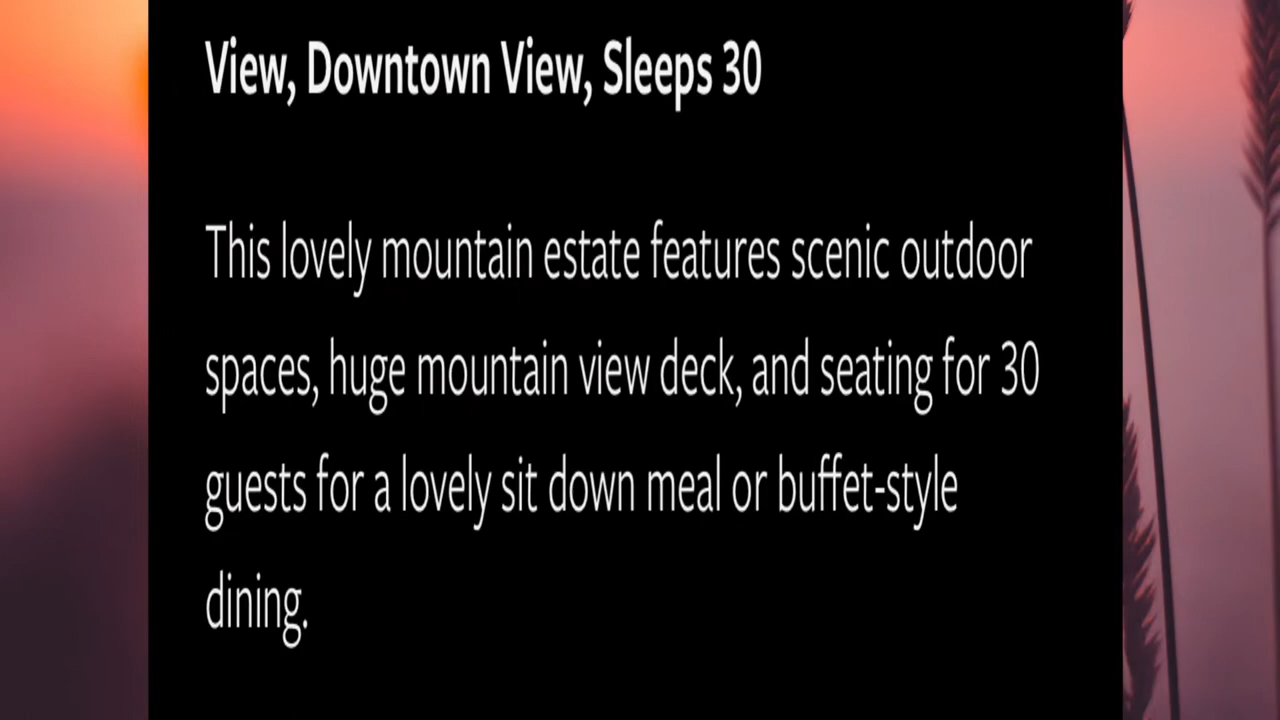 View, Downtown View, Sleeps 30
This lovely mountain estate features scenic outdoor
spaces, huge mountain view deck, and seating for 30
guests for a lovely sit down meal or buffet-style
dining.